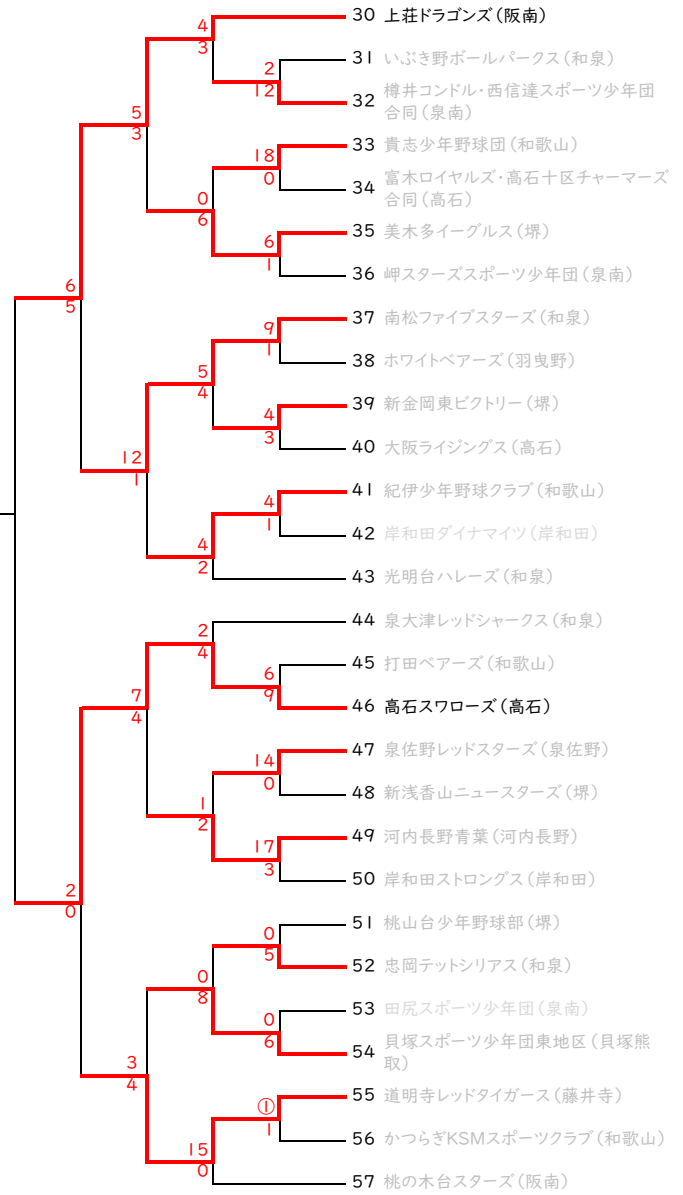 4
3
30 上荘ドラゴンズ(阪南)
2
12
31 いぶき野ボールパークス(和泉)
32 樽井コンドル・西信達スポーツ少年団
合同(泉南)
5
3
18
0
33 貴志少年野球団(和歌山)
34 富木ロイヤルズ・高石十区チャーマーズ
合同(高石)
0
6
6
1
35 美木多イーグルス(堺)
36 岬スターズスポーツ少年団(泉南)
6
5
9
1
37 南松ファイブスターズ(和泉)
38 ホワイトベアーズ(羽曳野)
5
4
4
3
39 新金岡東ビクトリー(堺)
40 大阪ライジングス(高石)
12
1
4
1
41 紀伊少年野球クラブ(和歌山)
42 岸和田ダイナマイツ(岸和田)
4
2
43 光明台ハレーズ(和泉)
2
4
44 泉大津レッドシャークス(和泉)
6
9
45 打田ベアーズ(和歌山)
46 高石スワローズ(高石)
7
4
14
0
47 泉佐野レッドスターズ(泉佐野)
48 新浅香山ニュースターズ(堺)
1
2
17
3
49 河内長野青葉(河内長野)
50 岸和田ストロングス(岸和田)
2
0
0
5
51 桃山台少年野球部(堺)
52 忠岡テットシリアス(和泉)
0
8
0
6
53 田尻スポーツ少年団(泉南)
54 貝塚スポーツ少年団東地区(貝塚熊
取)
3
4
①
1
55 道明寺レッドタイガース(藤井寺)
56 かつらぎKSMスポーツクラブ(和歌山)
15
0
57 桃の木台スターズ(阪南)